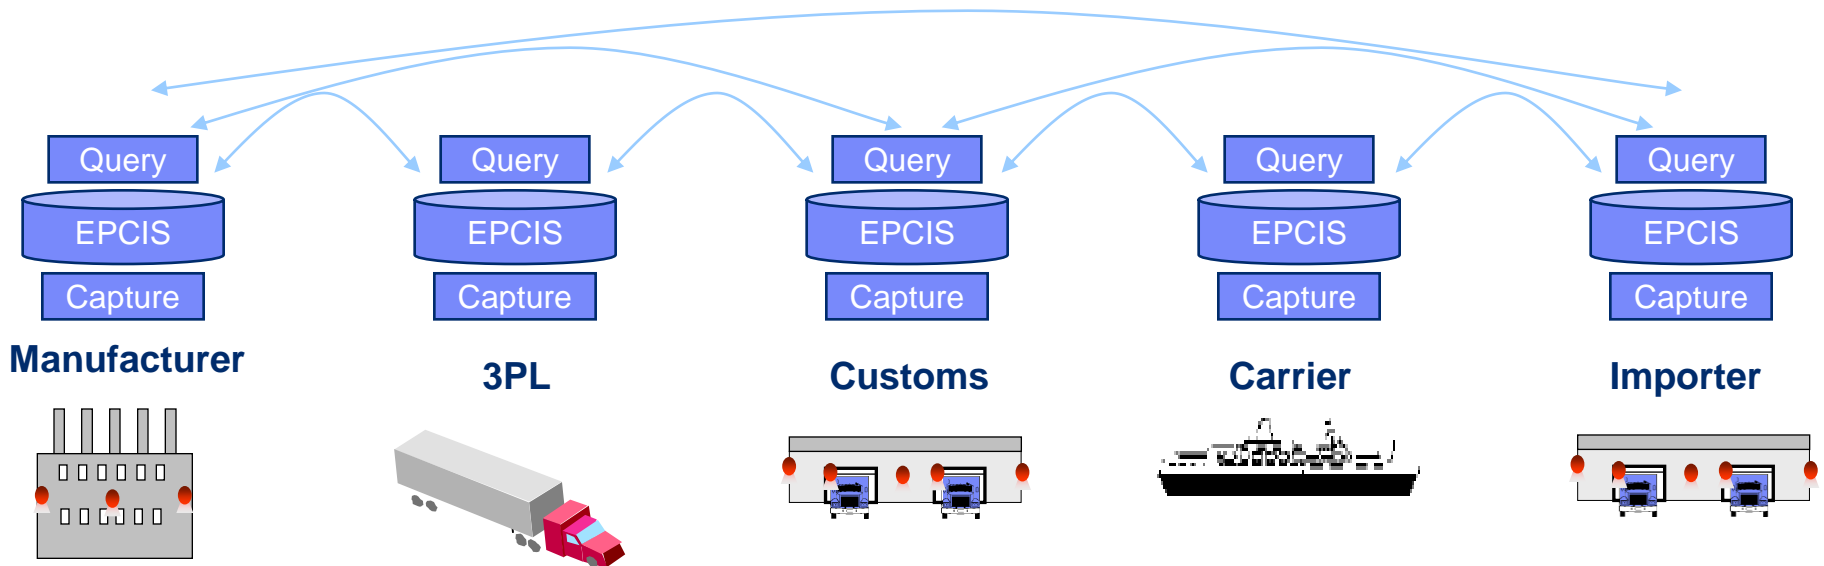 Query
Query
Query
Query
Query
EPCIS
EPCIS
EPCIS
EPCIS
EPCIS
Capture
Capture
Capture
Capture
Capture
Manufacturer
3PL
Customs
Carrier
Importer